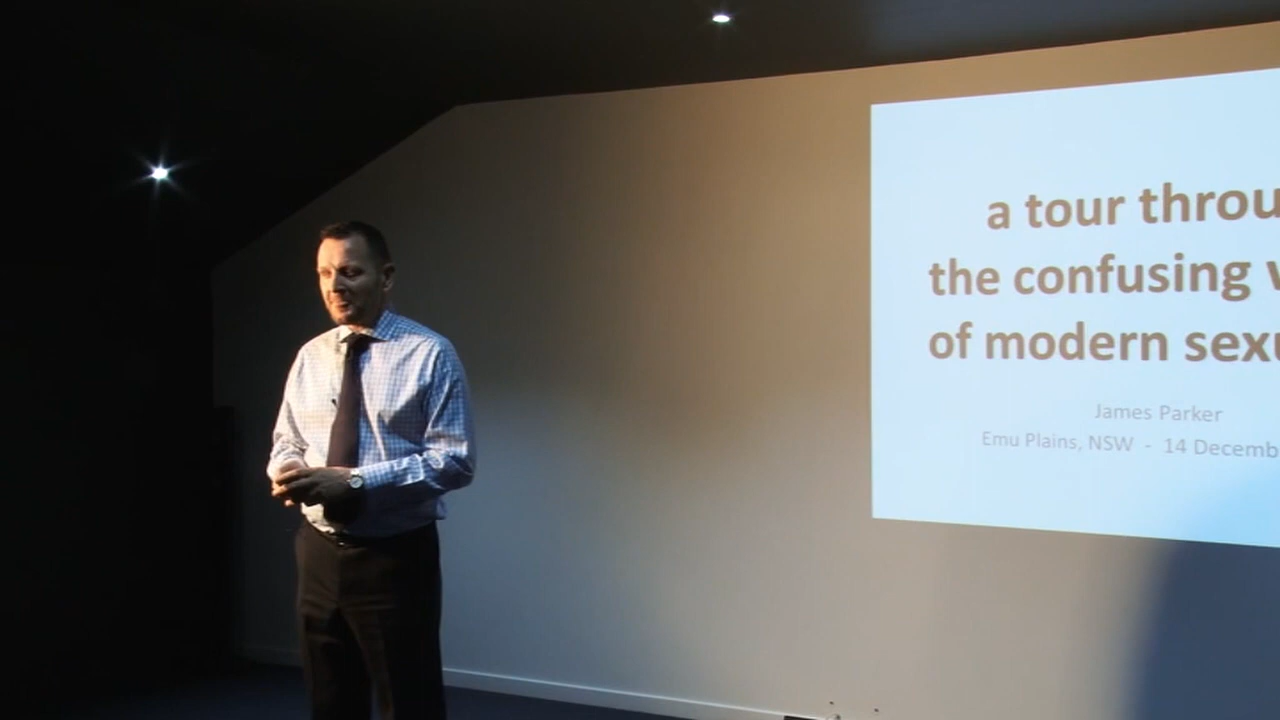 a tour throu
the confusing
of modern sexu
James Parker
Emu Plains, NSW - 14 Decemb